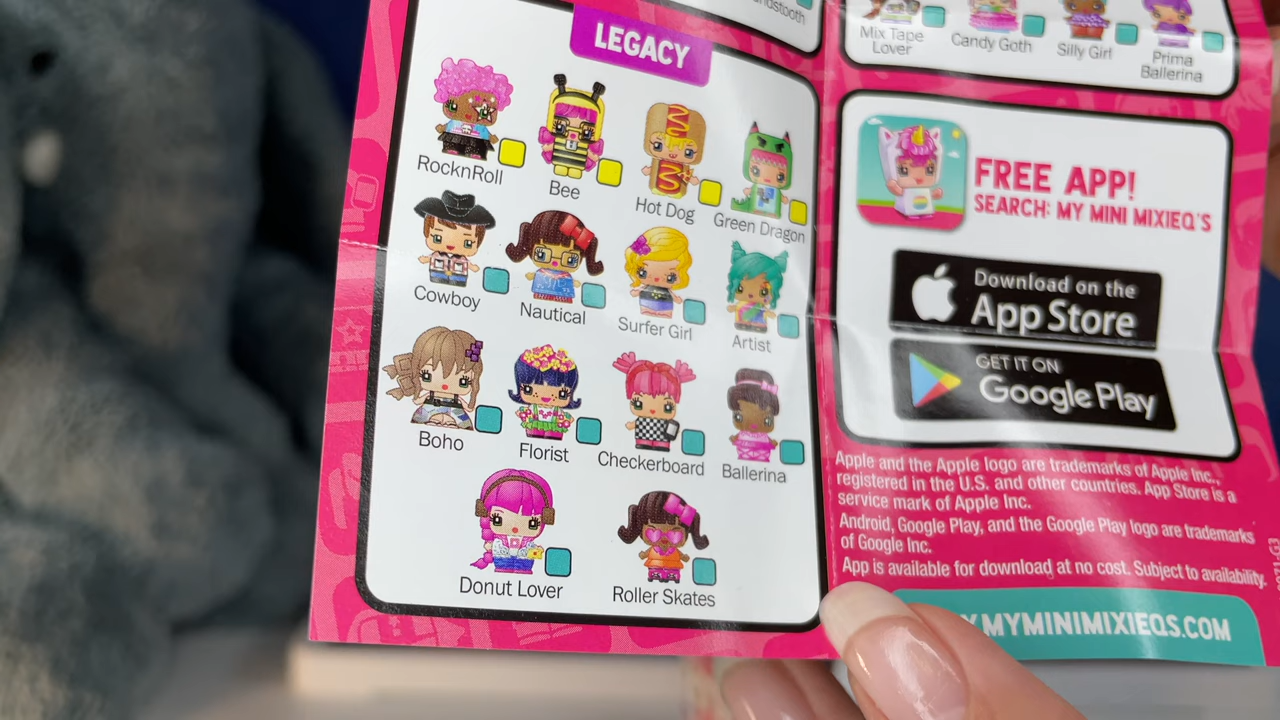 LEGACY
RocknRoll
Bee
Hot Dog
Green Dragon
Cowboy
Nautical
Surfer Girl
Artist
Boho
Florist
Checkerboard
Ballerina
Donut Lover
Roller Skates
Mix Tape
Lover
Candy Goth
Silly Girl
Prima
Ballerina
FREE APP!
SEARCH: MY MINI MIXIEQ'S
Download on the
App Store
GET IT ON
Google Play
Apple and the Apple logo are trademarks of Apple Inc.,
registered in the U.S. and other countries. App Store is a
service mark of Apple Inc.
Android, Google Play, and the Google Play logo are trademarks
of Google Inc.
App is available for download at no cost. Subject to availability.
MYMINIMIXIEQS.COM